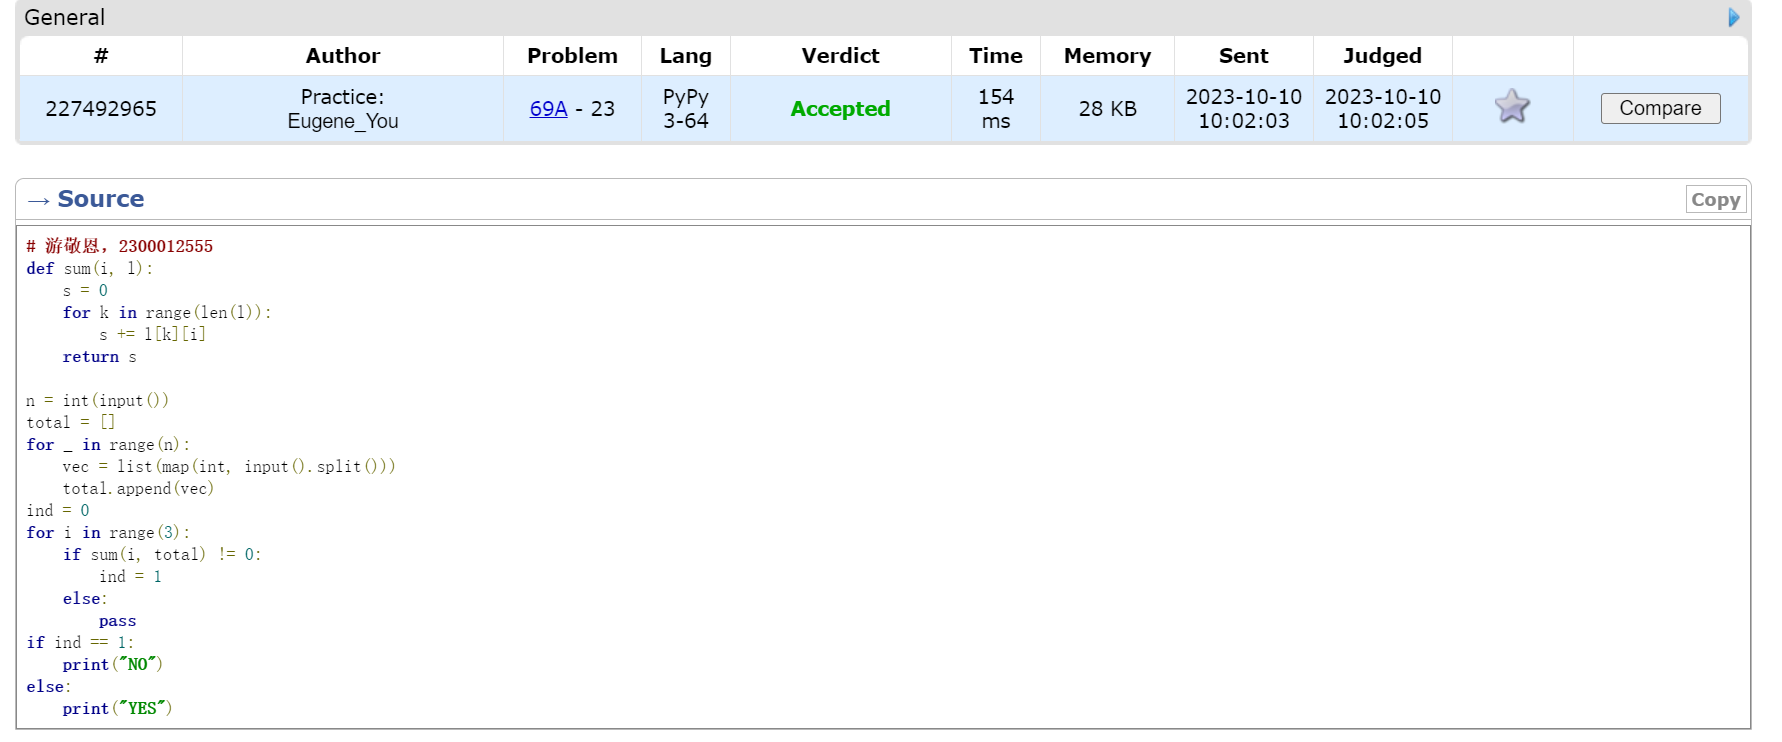 General
# Author Problem Lang Verdict Time Memory Sent Judged
227492965 Practice: Eugene_You 69A - 23 PyPy 3-64 Accepted 154 ms 28 KB 2023-10-10 10:02:03 2023-10-10 10:02:05 Compare
→ Source Copy
# 游敬恩，2300012555
def sum(i, l):
    s = 0
    for k in range(len(l)):
        s += l[k][i]
    return s

n = int(input())
total = []
for _ in range(n):
    vec = list(map(int, input().split()))
    total.append(vec)
ind = 0
for i in range(3):
    if sum(i, total) != 0:
        ind = 1
    else:
        pass
if ind == 1:
    print("NO")
else:
    print("YES")